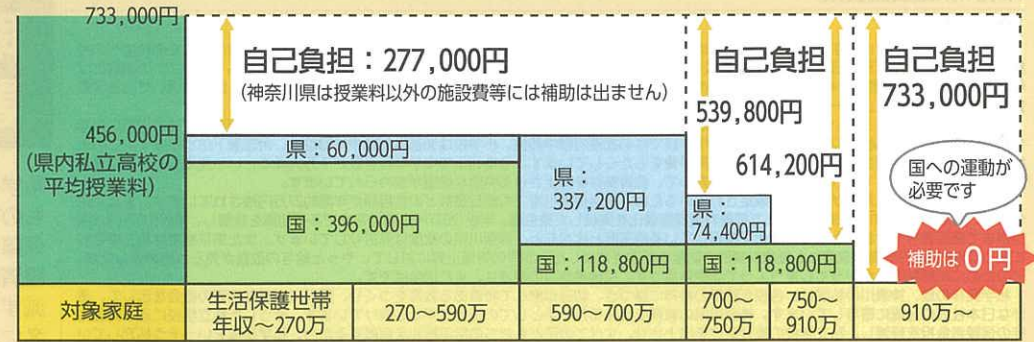 733,000円
456,000円
(県内私立高校の
平均授業料)
自己負担：277,000円
(神奈川県は授業料以外の施設費等には補助は出ません)
県：60,000円
国：396,000円
県：
337,200円
国：118,800円
自己負担
539,800円
614,200円
県：
74,400円
国：118,800円
自己負担
733,000円
国への運動が
必要です
補助は0円
対象家庭
生活保護世帯
年収～270万
270～590万
590～700万
700～
750万
750～
910万
910万～